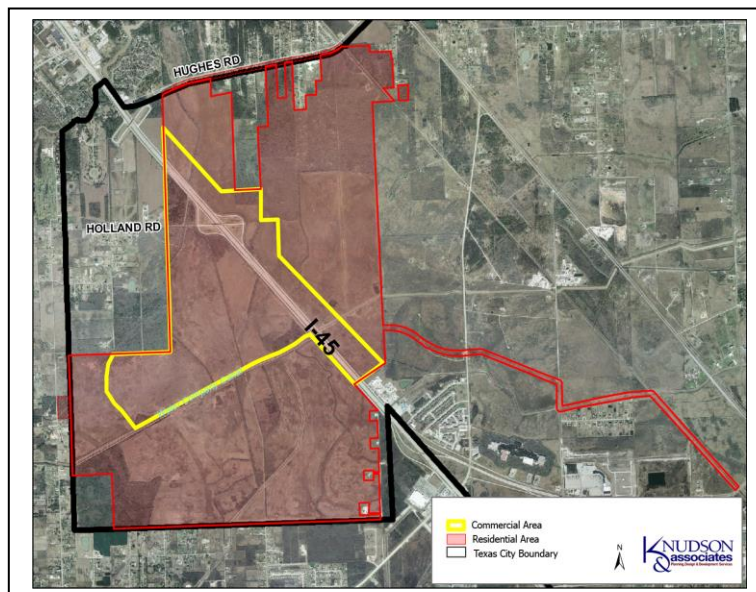 HUGHES RD
HOLLAND RD
I-45
Commercial Area
Residential Area
Texas City Boundary
N
KNUDSON
& associates
Planning Design & Development Services